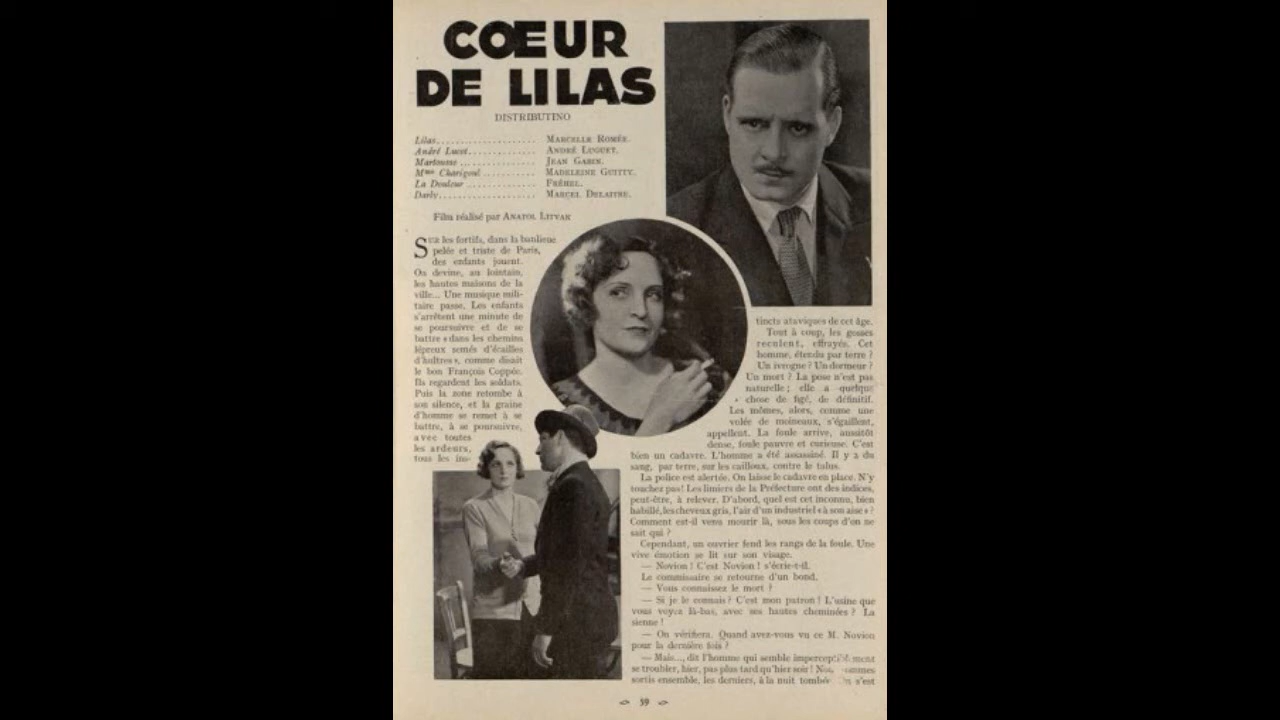 CŒUR
DE LILAS
DISTRIBUTINO
Lilas........................ MARCELLE ROMÉE.
André Lucot................ ANDRÉ LUGUET.
Martousse .................. JEAN GABIN.
Mme Charigoul ............ MADELEINE GUITTY.
La Douleur .................. FRÉHEL.
Darby........................ MARCEL DELAITRE.
Film réalisé par ANATOL LITVAK
SUR les fortifs, dans la banlieue
pelée et triste de Paris,
des enfants jouent.
On devine, au lointain,
les hautes maisons de la
ville... Une musique mili-
taire passe. Les enfants
s'arrêtent une minute de
se poursuivre et de se
battre « dans les chemins
lépreux semés d'écailles
d'huîtres », comme disait
le bon François Coppée.
Ils regardent les soldats.
Puis la zone retombe à
son silence, et la graine
d'homme se remet à se
battre, à se poursuivre,
avec toutes
les ardeurs,
tous les ins-
tincts ataviques de cet âge.
Tout à coup, les gosses
reculent, effrayés. Cet
homme, étendu par terre ?
Un ivrogne ? Un dormeur ?
Un mort ? La pose n'est pas
naturelle ; elle a quelque
chose de figé, de définitif.
Les mômes, alors, comme une
volée de moineaux, s'égaillent,
appellent. La foule arrive, aussitôt
dense, foule pauvre et curieuse. C'est
bien un cadavre. L'homme a été assassiné. Il y a du
sang, par terre, sur les cailloux, contre le talus.
La police est alertée. On laisse le cadavre en place. N'y
touchez pas! Les limiers de la Préfecture ont des indices,
peut-être, à relever. D'abord, quel est cet inconnu, bien
habillé, les cheveux gris, l'air d'un industriel « à son aise » ?
Comment est-il venu mourir là, sous les coups d'on ne
sait qui ?
Cependant, un ouvrier fend les rangs de la foule. Une
vive émotion se lit sur son visage.
— Novion ! C'est Novion ! s'écrie-t-il.
Le commissaire se retourne d'un bond.
— Vous connaissez le mort ?
— Si je le connais ? C'est mon patron ! L'usine que
vous voyez là-bas, avec ses hautes cheminées ? La
sienne !
— On vérifiera. Quand avez-vous vu ce M. Novion
pour la dernière fois ?
— Mais..., dit l'homme qui semble imperceptiblement
se troubler, hier, pas plus tard qu'hier soir ! Nous sommes
sortis ensemble, les derniers, à la nuit tombée s'est
59